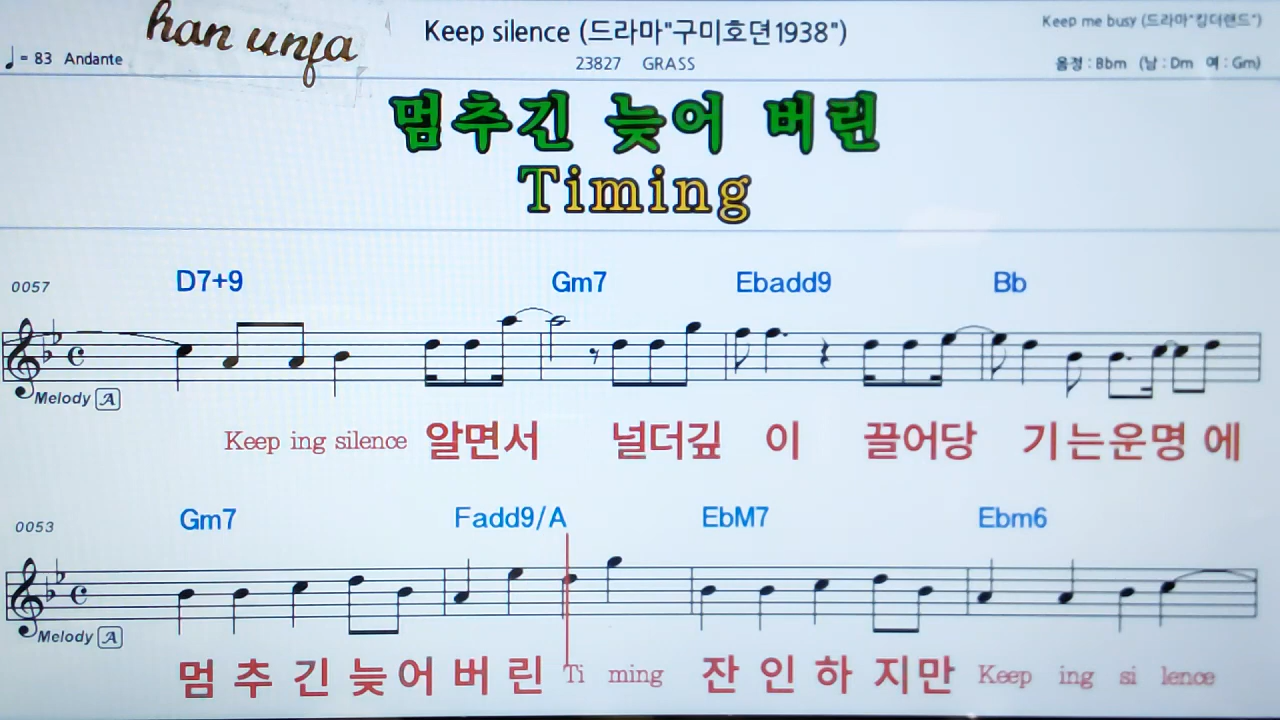 han unja
Keep silence (드라마"구미호뎐1938")
Keep me busy (드라마"킹더랜드")
♩= 83 Andante
23827 GRASS
음정 : Bbm (남 : Dm 여 : Gm)
멈추긴 늦어 버린
Timing
0057 D7+9 Gm7 Ebadd9 Bb
Melody A
Keep ing silence 알면서 널더깊 이 끌어당 기는운명 에
0053 Gm7 Fadd9/A EbM7 Ebm6
Melody A
멈 추 긴 늦어 버 린 Ti ming 잔 인 하 지만 Keep ing si lence